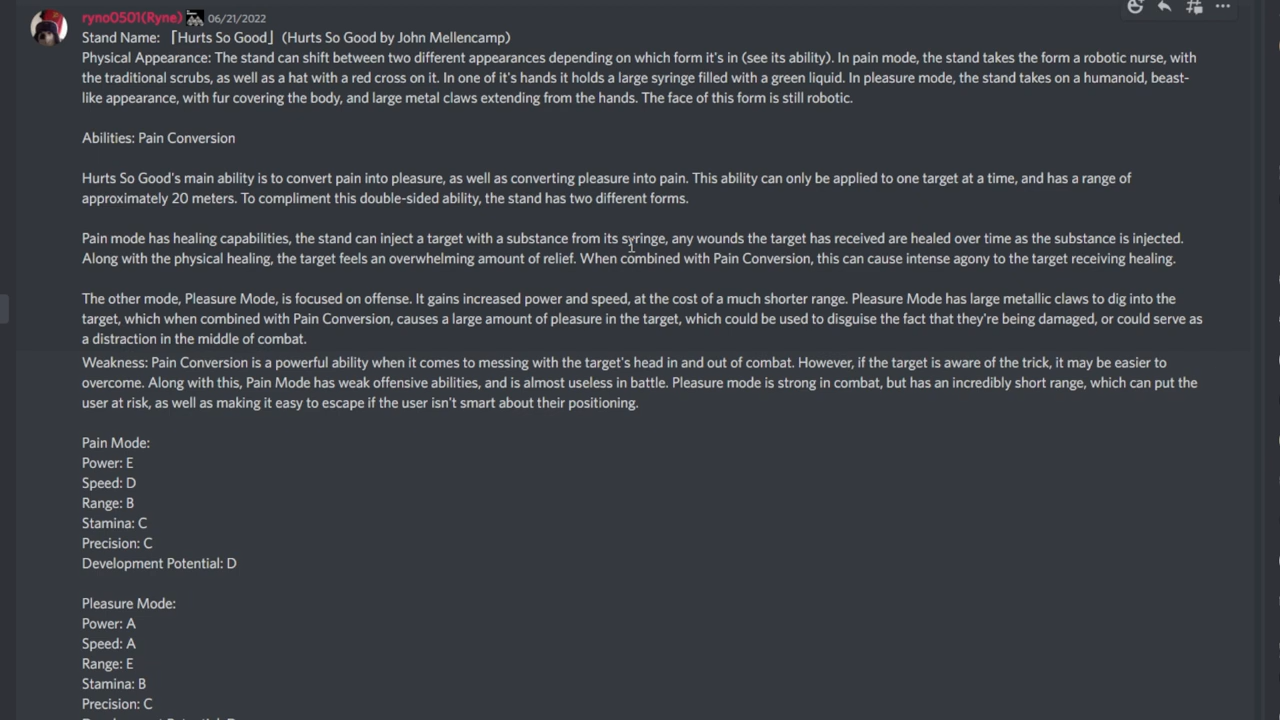 ryno0501(Ryne) 06/21/2022
Stand Name: 「Hurts So Good」 (Hurts So Good by John Mellencamp)
Physical Appearance: The stand can shift between two different appearances depending on which form it's in (see its ability). In pain mode, the stand takes the form a robotic nurse, with
the traditional scrubs, as well as a hat with a red cross on it. In one of it's hands it holds a large syringe filled with a green liquid. In pleasure mode, the stand takes on a humanoid, beast-
like appearance, with fur covering the body, and large metal claws extending from the hands. The face of this form is still robotic.
Abilities: Pain Conversion
Hurts So Good's main ability is to convert pain into pleasure, as well as converting pleasure into pain. This ability can only be applied to one target at a time, and has a range of
approximately 20 meters. To compliment this double-sided ability, the stand has two different forms.
Pain mode has healing capabilities, the stand can inject a target with a substance from its syringe, any wounds the target has received are healed over time as the substance is injected.
Along with the physical healing, the target feels an overwhelming amount of relief. When combined with Pain Conversion, this can cause intense agony to the target receiving healing.
The other mode, Pleasure Mode, is focused on offense. It gains increased power and speed, at the cost of a much shorter range. Pleasure Mode has large metallic claws to dig into the
target, which when combined with Pain Conversion, causes a large amount of pleasure in the target, which could be used to disguise the fact that they're being damaged, or could serve as
a distraction in the middle of combat.
Weakness: Pain Conversion is a powerful ability when it comes to messing with the target's head in and out of combat. However, if the target is aware of the trick, it may be easier to
overcome. Along with this, Pain Mode has weak offensive abilities, and is almost useless in battle. Pleasure mode is strong in combat, but has an incredibly short range, which can put the
user at risk, as well as making it easy to escape if the user isn't smart about their positioning.
Pain Mode:
Power: E
Speed: D
Range: B
Stamina: C
Precision: C
Development Potential: D
Pleasure Mode:
Power: A
Speed: A
Range: E
Stamina: B
Precision: C